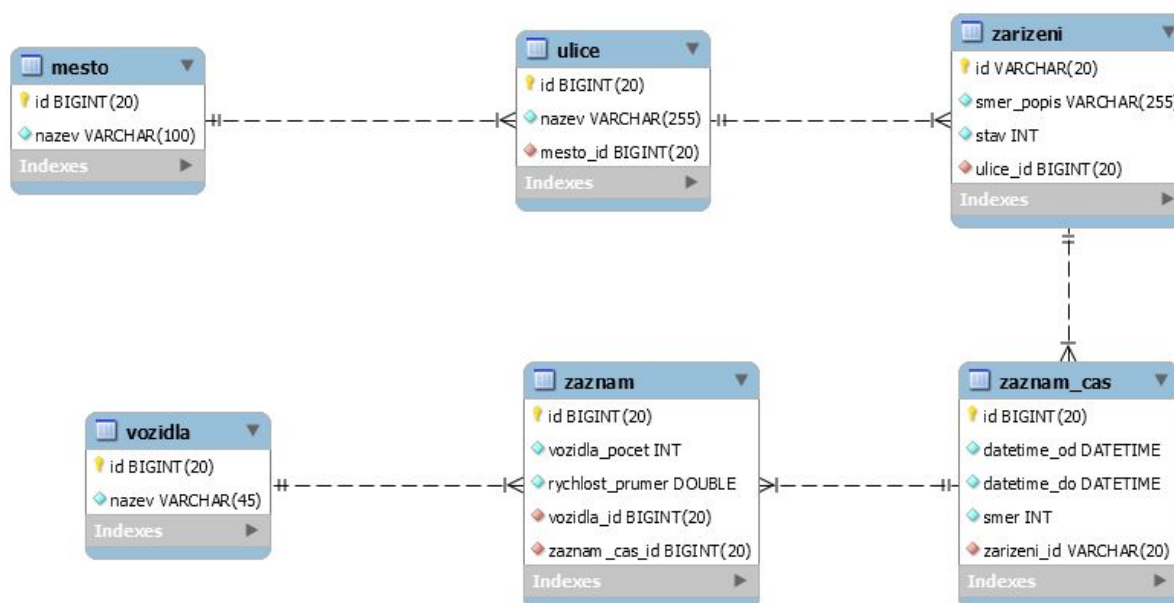 mesto
id BIGINT(20)
nazev VARCHAR(100)
Indexes
ulice
id BIGINT(20)
nazev VARCHAR(255)
mesto_id BIGINT(20)
Indexes
zarizeni
id VARCHAR(20)
smer_popis VARCHAR(255)
stav INT
ulice_id BIGINT(20)
Indexes
vozidla
id BIGINT(20)
nazev VARCHAR(45)
Indexes
zaznam
id BIGINT(20)
vozidla_pocet INT
rychlost_prumer DOUBLE
vozidla_id BIGINT(20)
zaznam_cas_id BIGINT(20)
Indexes
zaznam_cas
id BIGINT(20)
datetime_od DATETIME
datetime_do DATETIME
smer INT
zarizeni_id VARCHAR(20)
Indexes